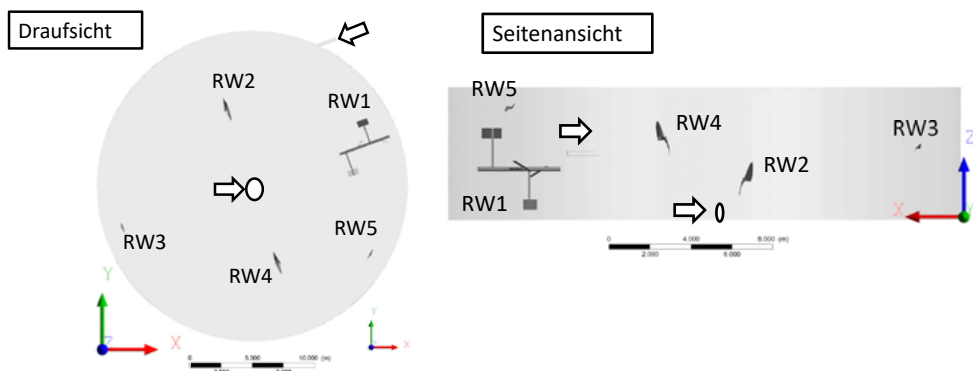 Draufsicht
RW2
RW1
RW3
RW4
RW5
Y
Z
X
Y
X
0
5.000
10.000 (m)
Seitenansicht
RW5
RW4
RW3
RW2
RW1
Z
X
Y
0
4.000
8.000 (m)
2.000
6.000